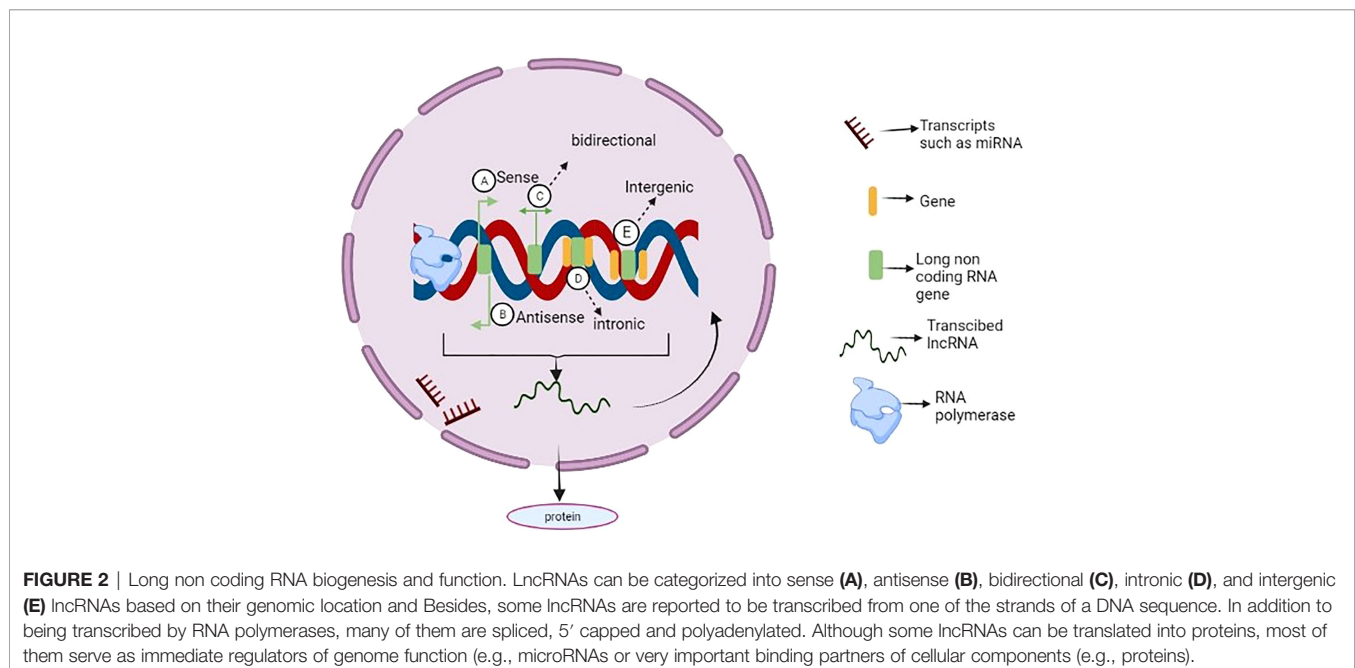 bidirectional
A Sense
C
Intergenic
E
D
B Antisense
intronic
protein
Transcripts
such as miRNA
Gene
Long non
coding RNA
gene
Transcibed
lncRNA
RNA
polymerase
FIGURE 2 | Long non coding RNA biogenesis and function. LncRNAs can be categorized into sense (A), antisense (B), bidirectional (C), intronic (D), and intergenic
(E) lncRNAs based on their genomic location and Besides, some lncRNAs are reported to be transcribed from one of the strands of a DNA sequence. In addition to
being transcribed by RNA polymerases, many of them are spliced, 5′ capped and polyadenylated. Although some lncRNAs can be translated into proteins, most of
them serve as immediate regulators of genome function (e.g., microRNAs or very important binding partners of cellular components (e.g., proteins).